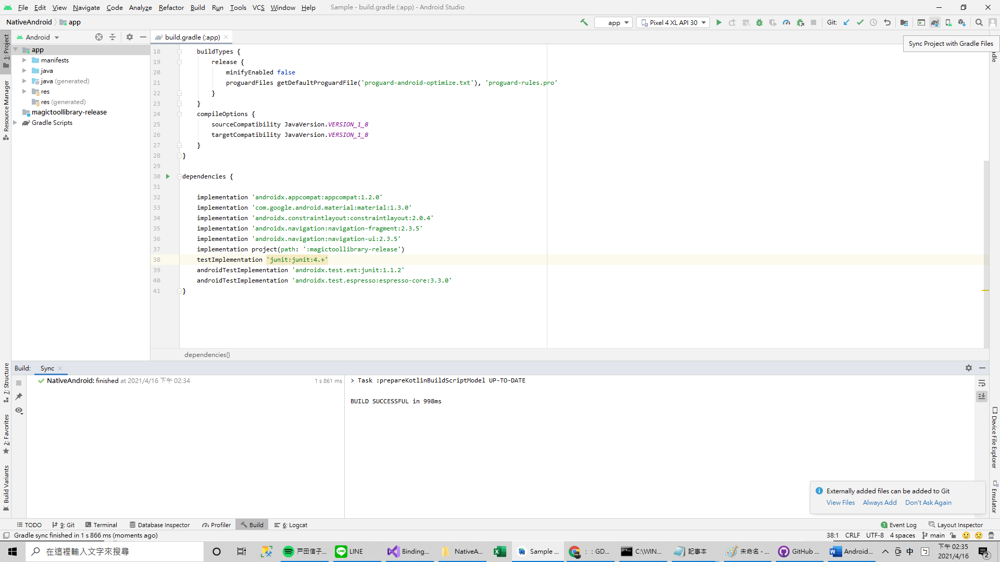 File Edit View Navigate Code Analyze Refactor Build Run Tools VCS Window Help Sample - build.gradle (:app) - Android Studio
NativeAndroid app
app Pixel 4 XL API 30 Git:
Android build.gradle (:app)
Sync Project with Gradle Files
1: Project
Resource Manager
app
manifests
java
java (generated)
res
res (generated)
magictoollibrary-release
Gradle Scripts
18 buildTypes {
19 release {
20 minifyEnabled false
21 proguardFiles getDefaultProguardFile('proguard-android-optimize.txt'), 'proguard-rules.pro'
22 }
23 }
24 compileOptions {
25 sourceCompatibility JavaVersion.VERSION_1_8
26 targetCompatibility JavaVersion.VERSION_1_8
27 }
28 }
29
30 dependencies {
31
32 implementation 'androidx.appcompat:appcompat:1.2.0'
33 implementation 'com.google.android.material:material:1.3.0'
34 implementation 'androidx.constraintlayout:constraintlayout:2.0.4'
35 implementation 'androidx.navigation:navigation-fragment:2.3.5'
36 implementation 'androidx.navigation:navigation-ui:2.3.5'
37 implementation project(path: ':magictoollibrary-release')
38 testImplementation 'junit:junit:4.+'
39 androidTestImplementation 'androidx.test.ext:junit:1.1.2'
40 androidTestImplementation 'androidx.test.espresso:espresso-core:3.3.0'
41 }
dependencies{}
Build: Sync
7: Structure
2: Favorites
Build Variants
NativeAndroid: finished at 2021/4/16 下午 02:34 1 s 861 ms
> Task :prepareKotlinBuildScriptModel UP-TO-DATE
BUILD SUCCESSFUL in 998ms
Device File Explorer
Emulator
Externally added files can be added to Git
View Files Always Add Don't Ask Again
TODO 9: Git Terminal Database Inspector Profiler Build 6: Logcat 1 Event Log Layout Inspector
Gradle sync finished in 1 s 866 ms (moments ago) 38:1 CRLF UTF-8 4 spaces main
在這裡輸入文字來搜尋 戸田信子... LINE Binding... NativeA... Sample ... : : GD... C:\WIN... 記事本 未命名 - ... GitHub ... Android... 中 下午 02:35
2021/4/16 2